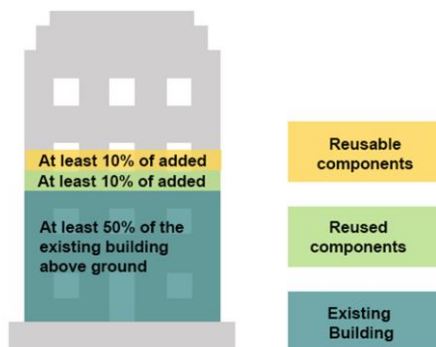 At least 10% of added
At least 10% of added
At least 50% of the
existing building
above ground
Reusable
components
Reused
components
Existing
Building